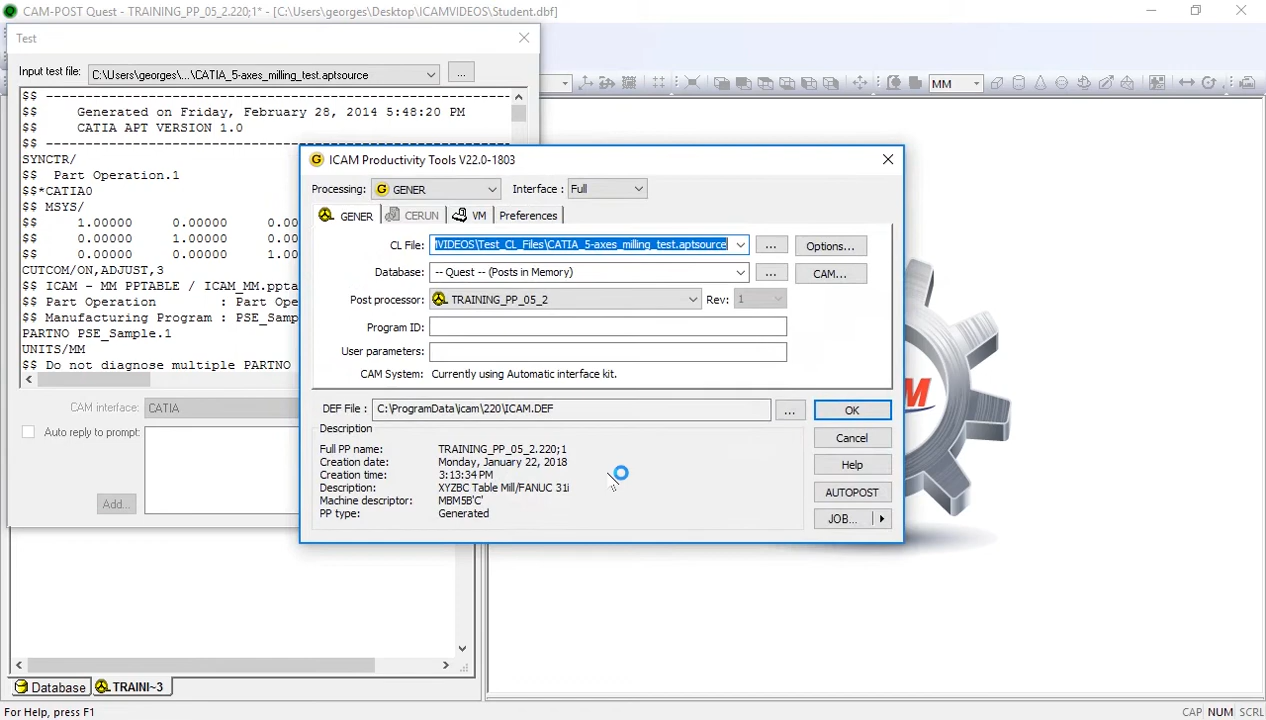 CAM-POST Quest - TRAINING_PP_05_2.220;1* - [C:\Users\georges\Desktop\ICAMVIDEOS\Student.dbf]
Test
Input test file: C:\Users\georges\...\CATIA_5-axes_milling_test.aptsource ...
MM
$$ ---------------------------------------------------
$$ Generated on Friday, February 28, 2014 5:48:20 PM
$$ CATIA APT VERSION 1.0
$$ ---------------------------------------------------
SYNCTR/
$$ Part Operation.1
$$*CATIA0
$$ MSYS/
$$ 1.00000 0.00000 0.0
$$ 0.00000 1.00000 0.0
$$ 0.00000 0.00000 1.0
CUTCOM/ON,ADJUST,3
$$ ICAM - MM PPTABLE / ICAM_MM.ppta
$$ Part Operation : Part O
$$ Manufacturing Program : PSE_Samp
PARTNO PSE_Sample.1
UNITS/MM
$$ Do not diagnose multiple PARTNO
CAM interface: CATIA
Auto reply to prompt:
Add...
ICAM Productivity Tools V22.0-1803
Processing: GENER Interface: Full
GENER CERUN VM Preferences
CL File: \VIDEOS\Test_CL_Files\CATIA_5-axes_milling_test.aptsource ... Options...
Database: -- Quest -- (Posts in Memory) ... CAM...
Post processor: TRAINING_PP_05_2 Rev: 1
Program ID:
User parameters:
CAM System: Currently using Automatic interface kit.
DEF File : C:\ProgramData\icam\220\ICAM.DEF ... OK
Description
Cancel
Full PP name: TRAINING_PP_05_2.220;1
Creation date: Monday, January 22, 2018
Help
Creation time: 3:13:34 PM
Description: XYZBC Table Mill/FANUC 31i
AUTOPOST
Machine descriptor: MBM5B'C'
PP type: Generated
JOB...
Database TRAINI~3
For Help, press F1
CAP NUM SCRL